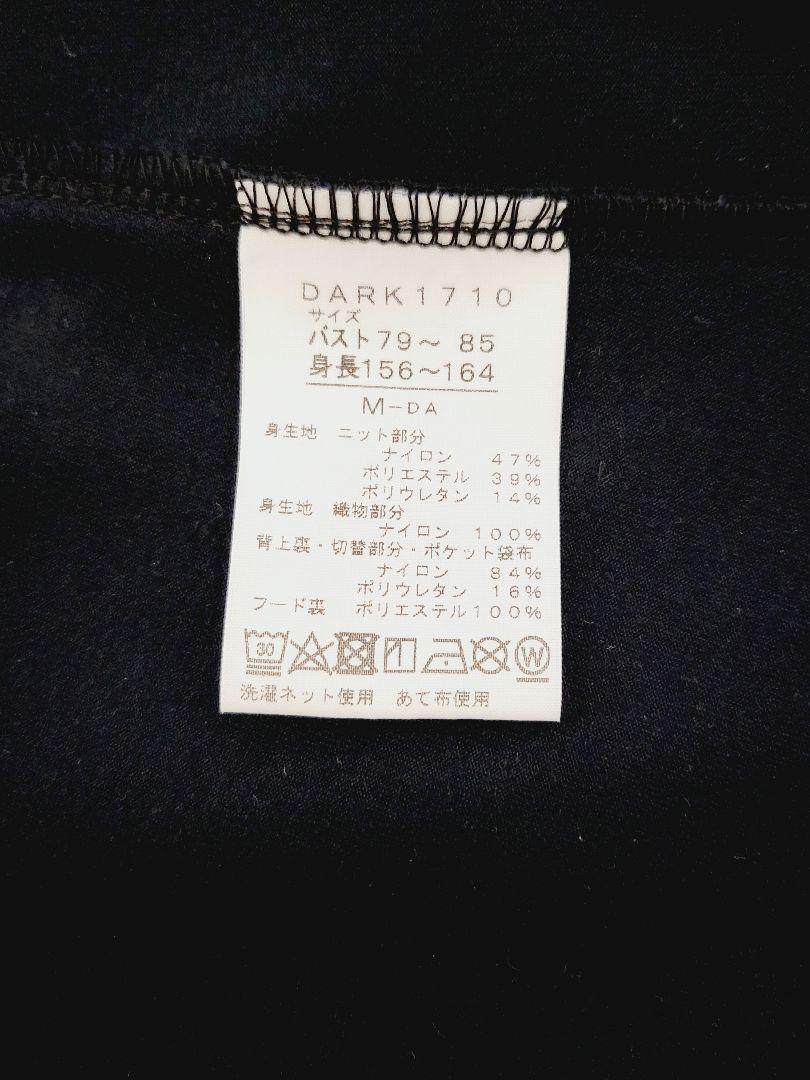 DARK1710
サイズ
バスト79～ 85
身長156～164
M-DA
身生地 ニット部分
ナイロン 47%
ポリエステル 39%
ポリウレタン 14%
身生地 織物部分
ナイロン 100%
背上裏・切替部分・ポケット袋布
ナイロン 84%
ポリウレタン 16%
フード裏 ポリエステル100%
30 W
洗濯ネット使用 あて布使用